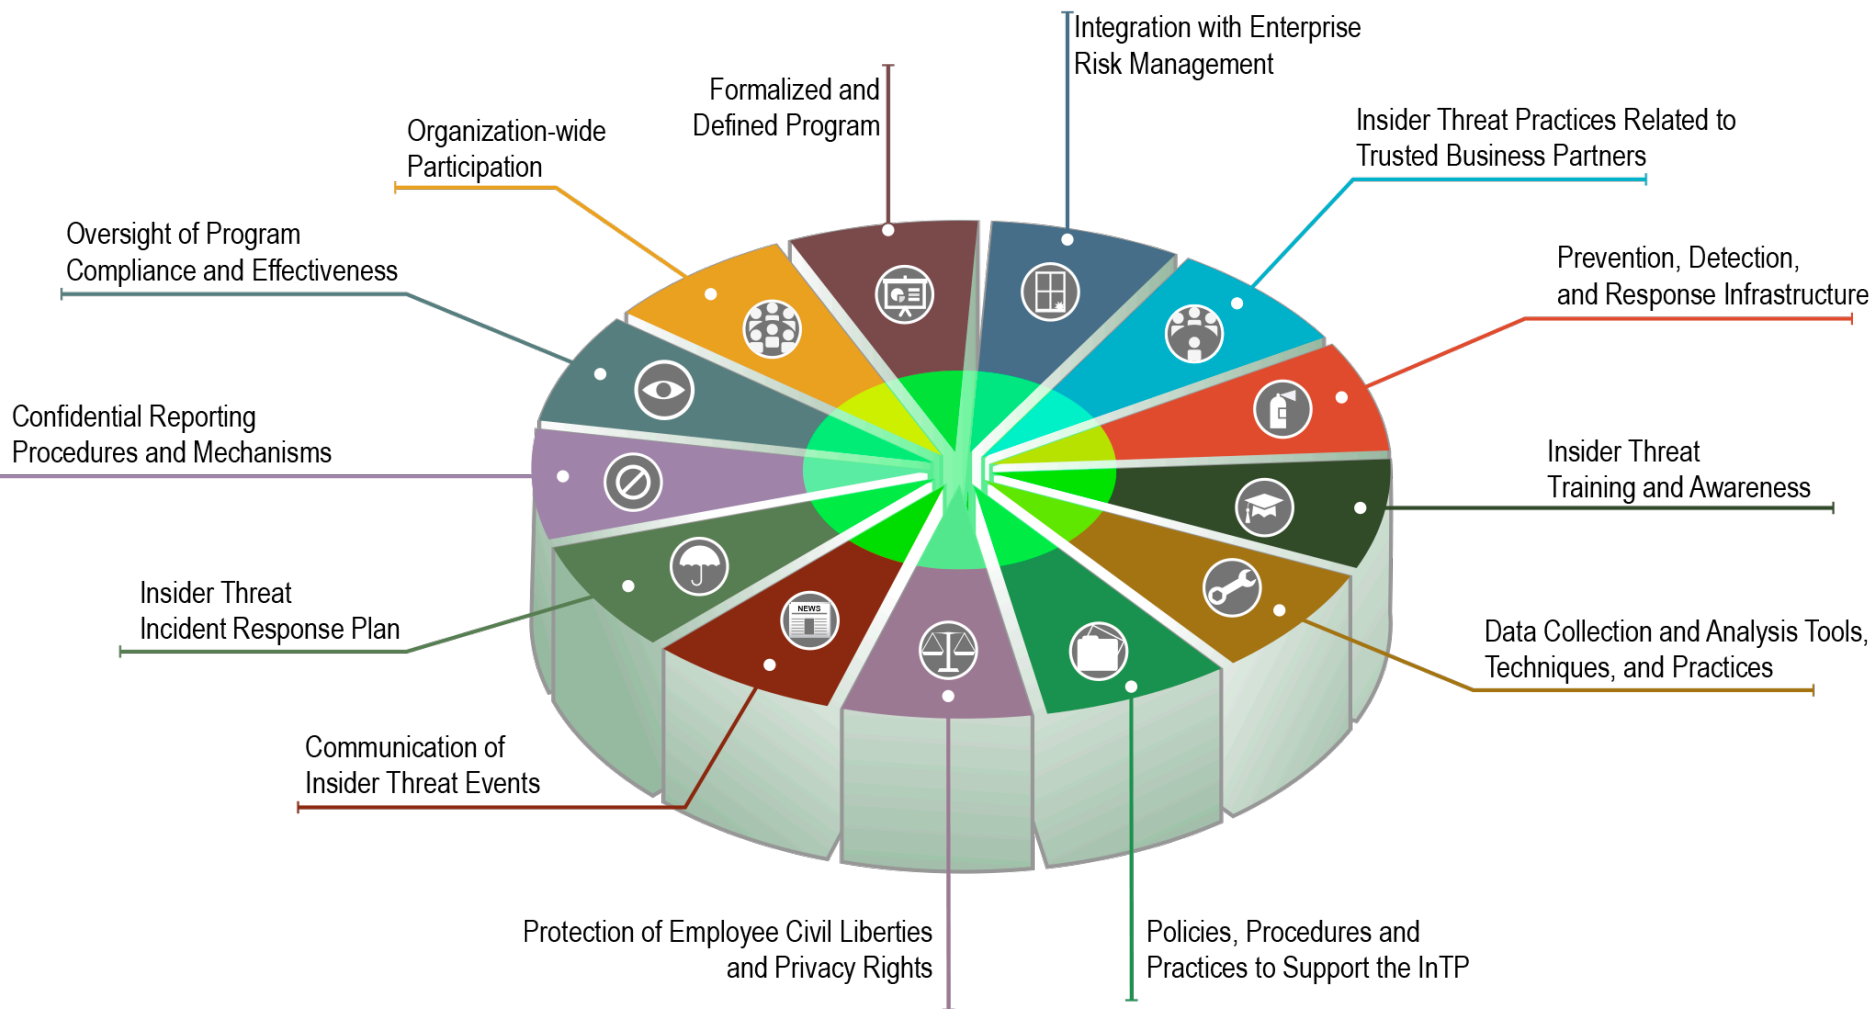 Integration with Enterprise
Risk Management
Formalized and
Defined Program
Insider Threat Practices Related to
Trusted Business Partners
Organization-wide
Participation
Oversight of Program
Compliance and Effectiveness
Prevention, Detection,
and Response Infrastructure
Confidential Reporting
Procedures and Mechanisms
Insider Threat
Training and Awareness
Insider Threat
Incident Response Plan
NEWS
Data Collection and Analysis Tools,
Techniques, and Practices
Communication of
Insider Threat Events
Protection of Employee Civil Liberties
and Privacy Rights
Policies, Procedures and
Practices to Support the InTP